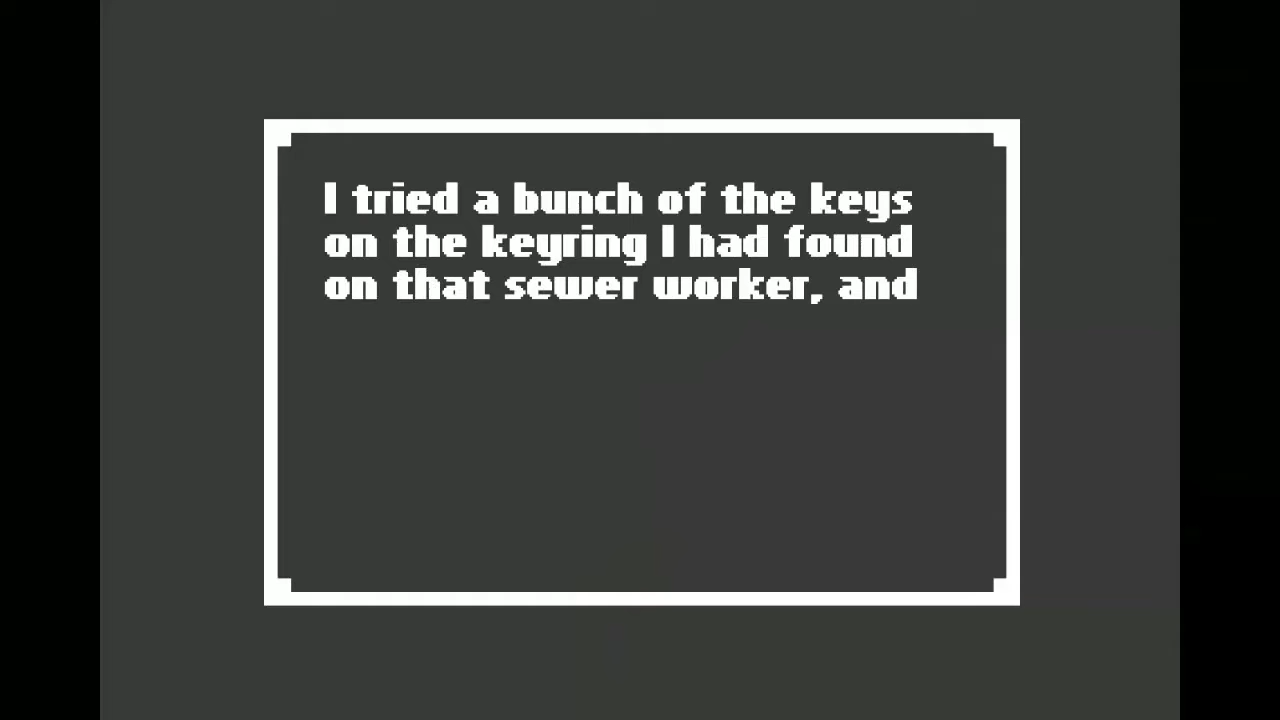 I tried a bunch of the keys
on the keyring I had found
on that sewer worker, and